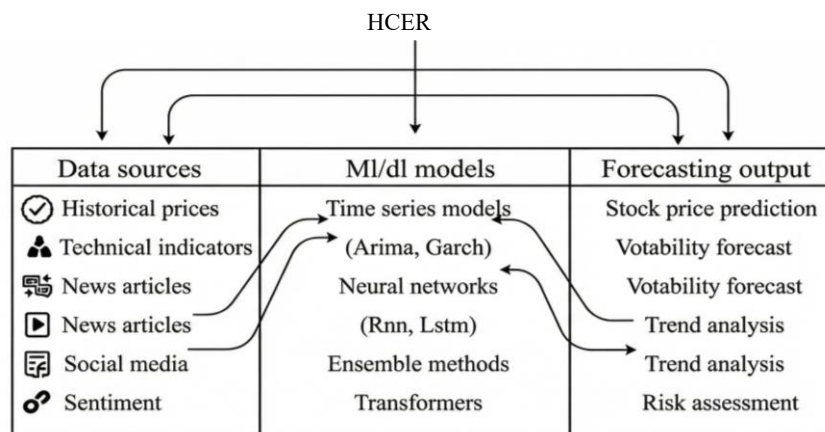 HCER
Data sources Ml/dl models Forecasting output
Historical prices Time series models Stock price prediction
Technical indicators (Arima, Garch) Votability forecast
News articles Neural networks Votability forecast
News articles (Rnn, Lstm) Trend analysis
Social media Ensemble methods Trend analysis
Sentiment Transformers Risk assessment